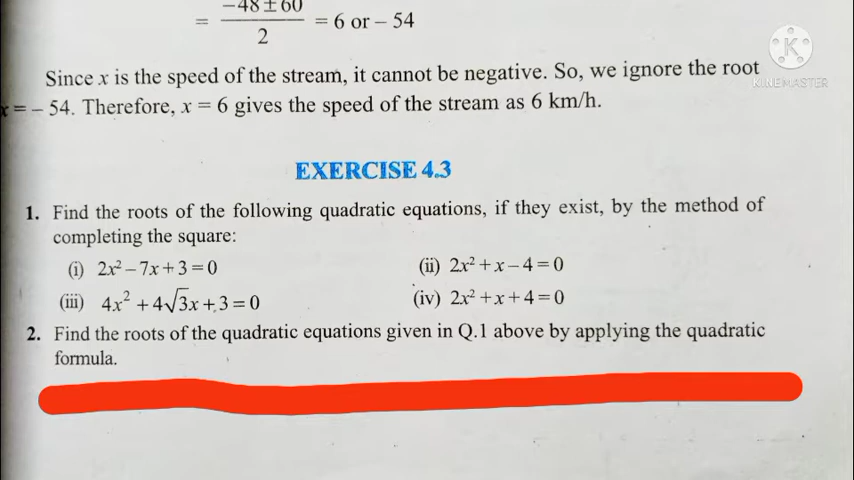 = −48 ± 60 / 2 = 6 or – 54
Since x is the speed of the stream, it cannot be negative. So, we ignore the root
x = – 54. Therefore, x = 6 gives the speed of the stream as 6 km/h.
K
KINEMASTER
EXERCISE 4.3
1. Find the roots of the following quadratic equations, if they exist, by the method of
completing the square:
(i) 2x² – 7x + 3 = 0 (ii) 2x² + x – 4 = 0
(iii) 4x² + 4√3x + 3 = 0 (iv) 2x² + x + 4 = 0
2. Find the roots of the quadratic equations given in Q.1 above by applying the quadratic
formula.